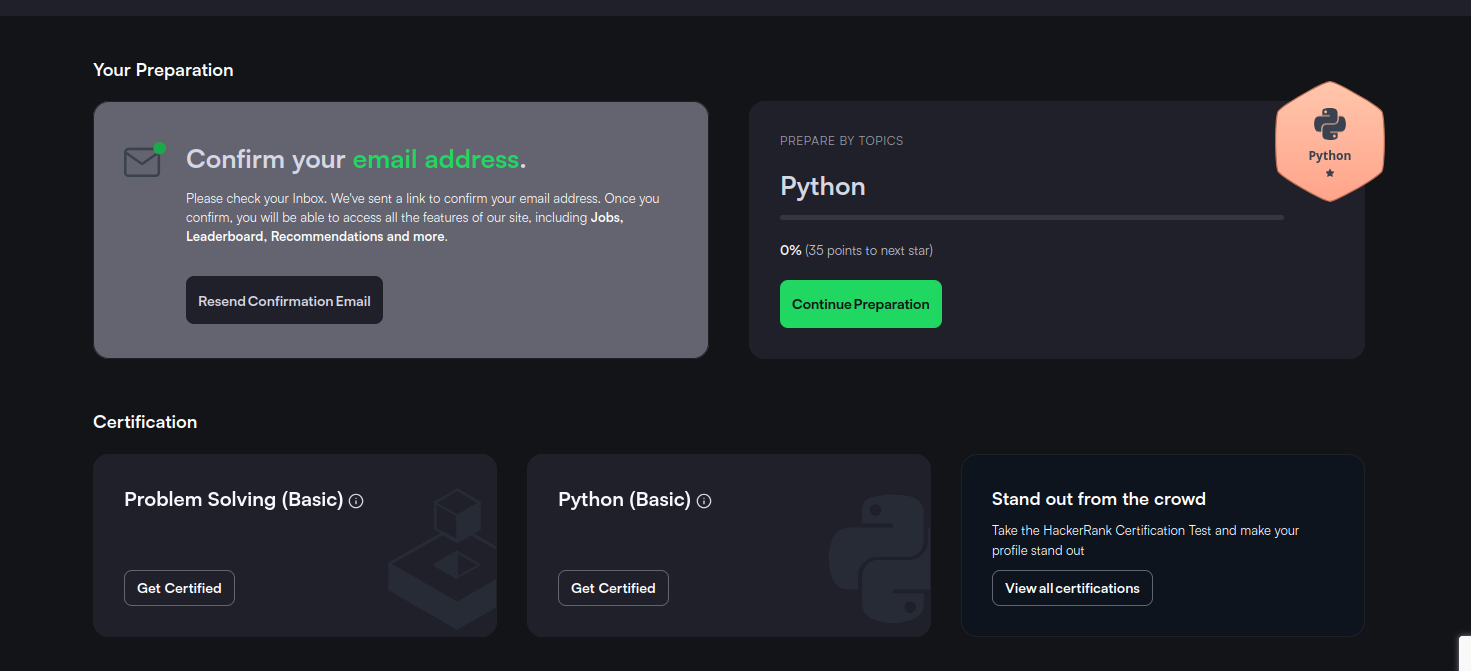 Your Preparation
Confirm your email address.
Please check your Inbox. We've sent a link to confirm your email address. Once you
confirm, you will be able to access all the features of our site, including Jobs,
Leaderboard, Recommendations and more.
Resend Confirmation Email
PREPARE BY TOPICS
Python
0% (35 points to next star)
Continue Preparation
Python
Certification
Problem Solving (Basic)
Get Certified
Python (Basic)
Get Certified
Stand out from the crowd
Take the HackerRank Certification Test and make your
profile stand out
View all certifications